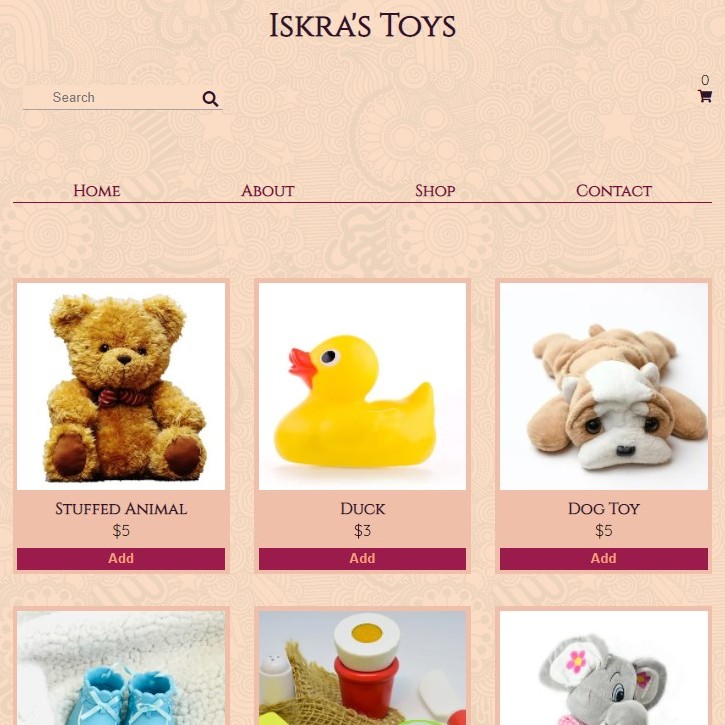 Iskra's Toys
0
Search
Home About Shop Contact
Stuffed Animal
$5
Add
Duck
$3
Add
Dog Toy
$5
Add